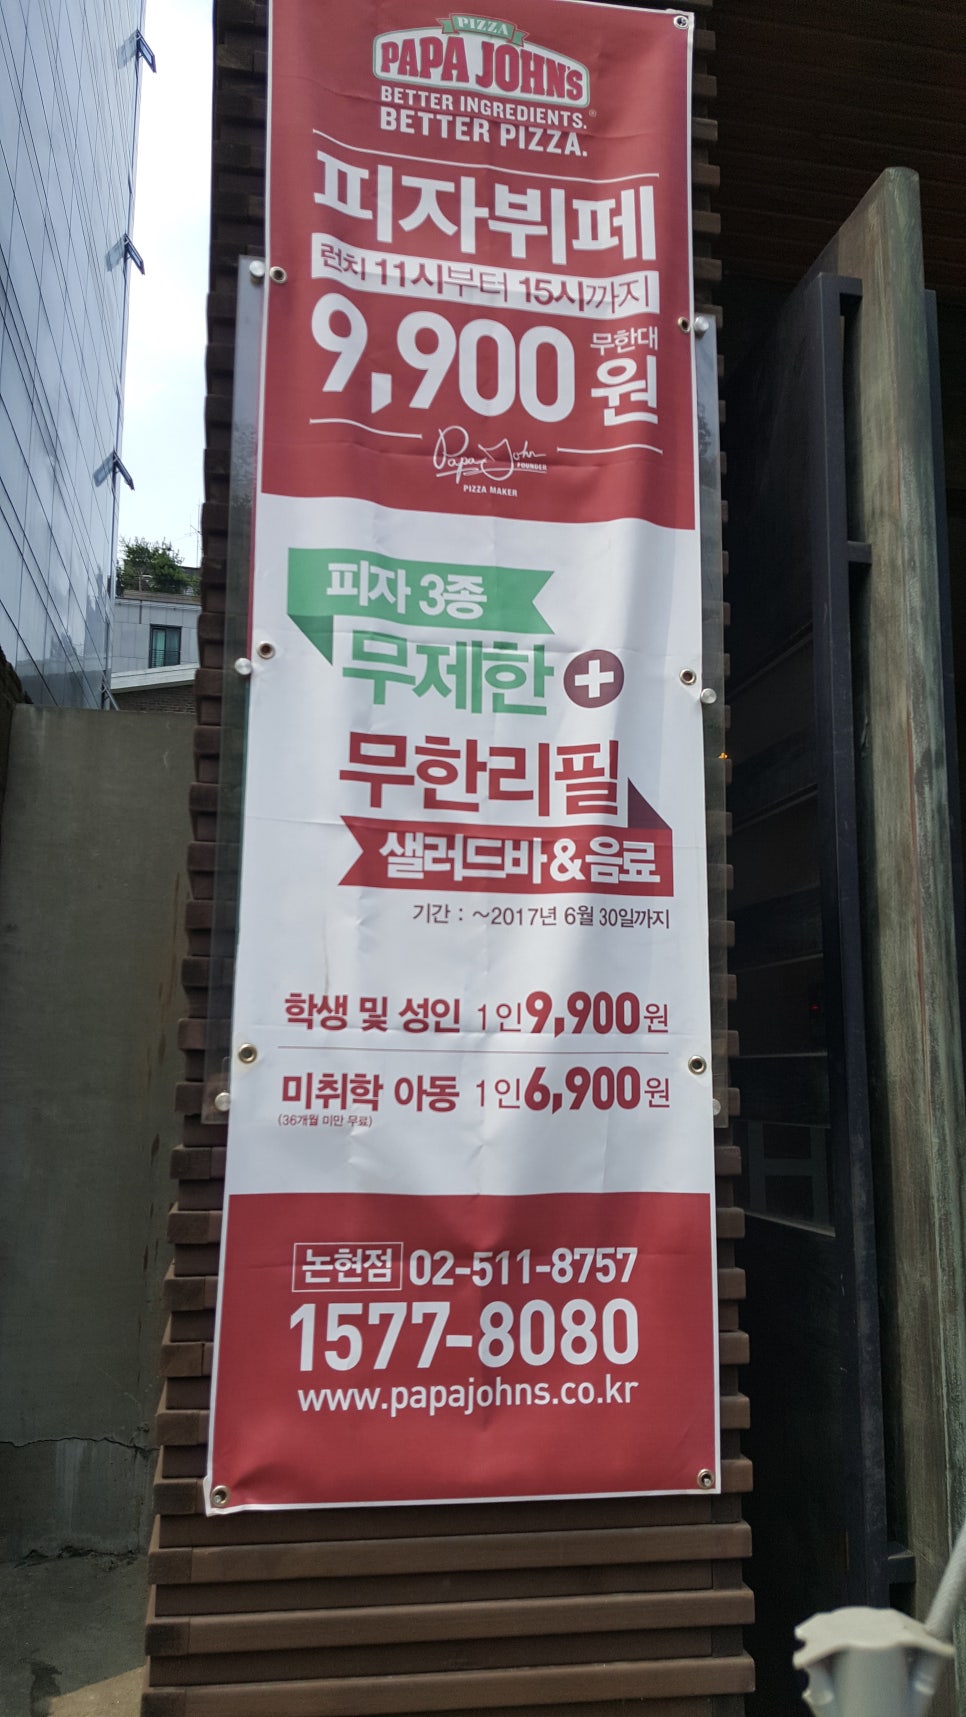 PIZZA
PAPA JOHN'S
BETTER INGREDIENTS.
BETTER PIZZA.
피자뷔페
런치 11시부터 15시까지
9,900 무한대 원
Papa John
FOUNDER
PIZZA MAKER
피자 3종
무제한 +
무한리필
샐러드바&음료
기간 : ~2017년 6월 30일까지
학생 및 성인 1인 9,900원
미취학 아동 1인 6,900원
(36개월 미만 무료)
논현점 02-511-8757
1577-8080
www.papajohns.co.kr